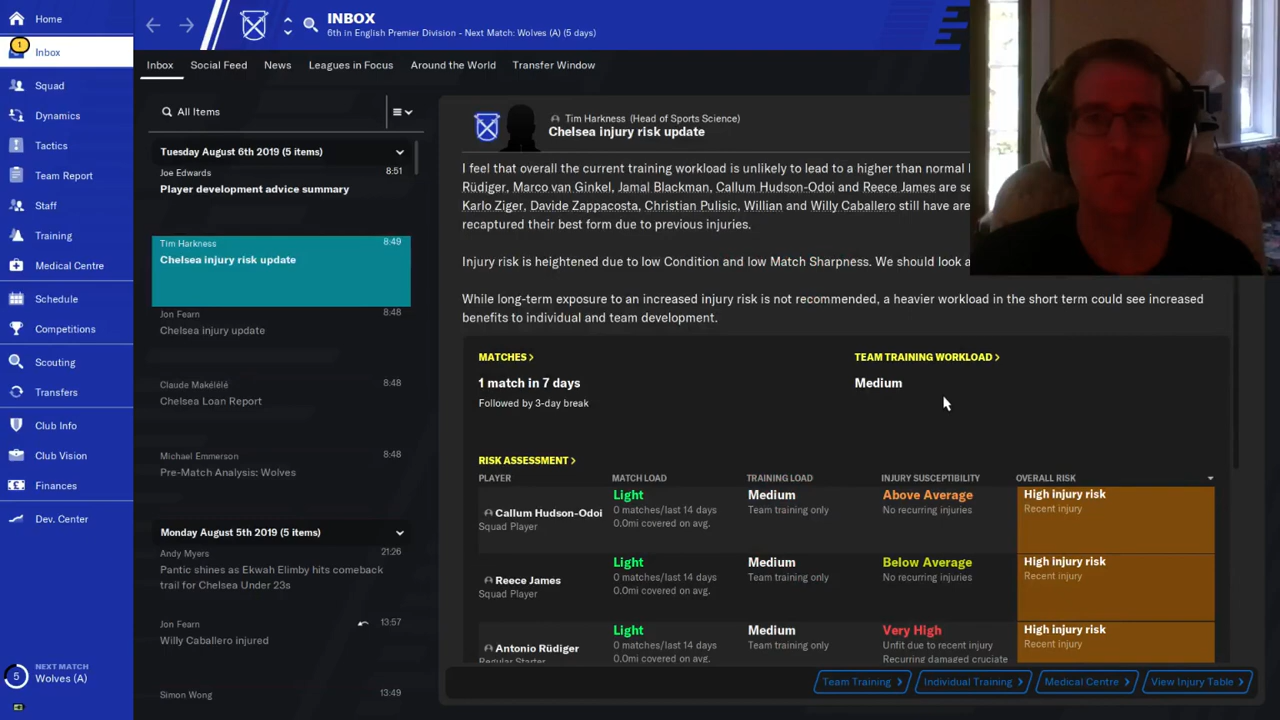 Home
INBOX
6th in English Premier Division - Next Match: Wolves (A) (5 days)
1
Inbox
Squad
Dynamics
Tactics
Team Report
Staff
Training
Medical Centre
Schedule
Competitions
Scouting
Transfers
Club Info
Club Vision
Finances
Dev. Center
5
NEXT MATCH
Wolves (A)
Inbox Social Feed News Leagues in Focus Around the World Transfer Window
All Items
Tuesday August 6th 2019 (5 items)
Joe Edwards 8:51
Player development advice summary
Tim Harkness 8:49
Chelsea injury risk update
Jon Fearn 8:48
Chelsea injury update
Claude Makélélé 8:48
Chelsea Loan Report
Michael Emmerson 8:48
Pre-Match Analysis: Wolves
Monday August 5th 2019 (5 items)
Andy Myers 21:26
Pantic shines as Ekwah Elimby hits comeback
trail for Chelsea Under 23s
Jon Fearn 13:57
Willy Caballero injured
Simon Wong 13:49
Tim Harkness (Head of Sports Science)
Chelsea injury risk update
I feel that overall the current training workload is unlikely to lead to a higher than normal
Rüdiger, Marco van Ginkel, Jamal Blackman, Callum Hudson-Odoi and Reece James are se
Karlo Ziger, Davide Zappacosta, Christian Pulisic, Willian and Willy Caballero still have are
recaptured their best form due to previous injuries.
Injury risk is heightened due to low Condition and low Match Sharpness. We should look a
While long-term exposure to an increased injury risk is not recommended, a heavier workload in the short term could see increased
benefits to individual and team development.
MATCHES
1 match in 7 days
Followed by 3-day break
TEAM TRAINING WORKLOAD
Medium
RISK ASSESSMENT
PLAYER MATCH LOAD TRAINING LOAD INJURY SUSCEPTIBILITY OVERALL RISK
Callum Hudson-Odoi
Squad Player
Light
0 matches/last 14 days
0.0mi covered on avg.
Medium
Team training only
Above Average
No recurring injuries
High injury risk
Recent injury
Reece James
Squad Player
Light
0 matches/last 14 days
0.0mi covered on avg.
Medium
Team training only
Below Average
No recurring injuries
High injury risk
Recent injury
Antonio Rüdiger
Regular Starter
Light
0 matches/last 14 days
0.0mi covered on avg.
Medium
Team training only
Very High
Unfit due to recent injury
Recurring damaged cruciate
High injury risk
Recent injury
Team Training Individual Training Medical Centre View Injury Table